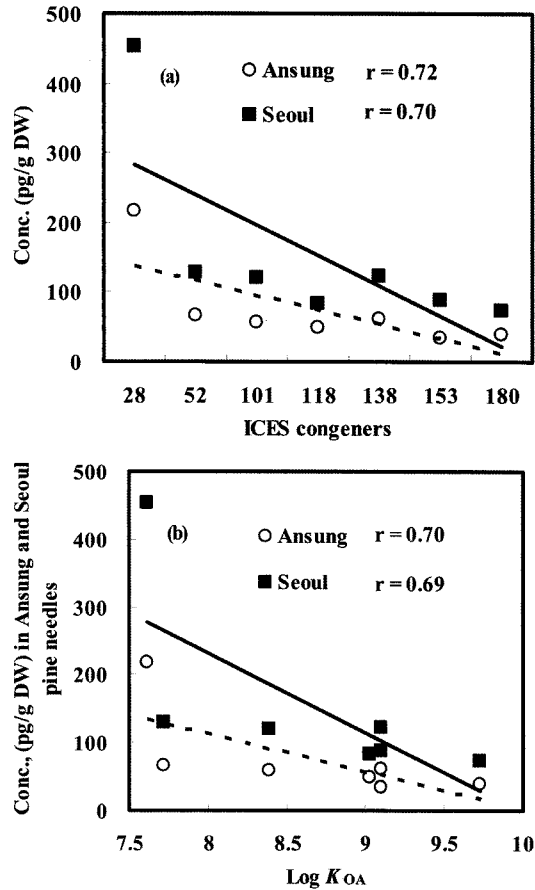 500
400
300
200
100
0
Conc. (pg/g DW)
(a)
Ansung r = 0.72
Seoul r = 0.70
28 52 101 118 138 153 180
ICES congeners
500
400
300
200
100
0
Conc., (pg/g DW) in Ansung and Seoul
pine needles
(b)
Ansung r = 0.70
Seoul r = 0.69
7.5 8 8.5 9 9.5 10
Log K OA